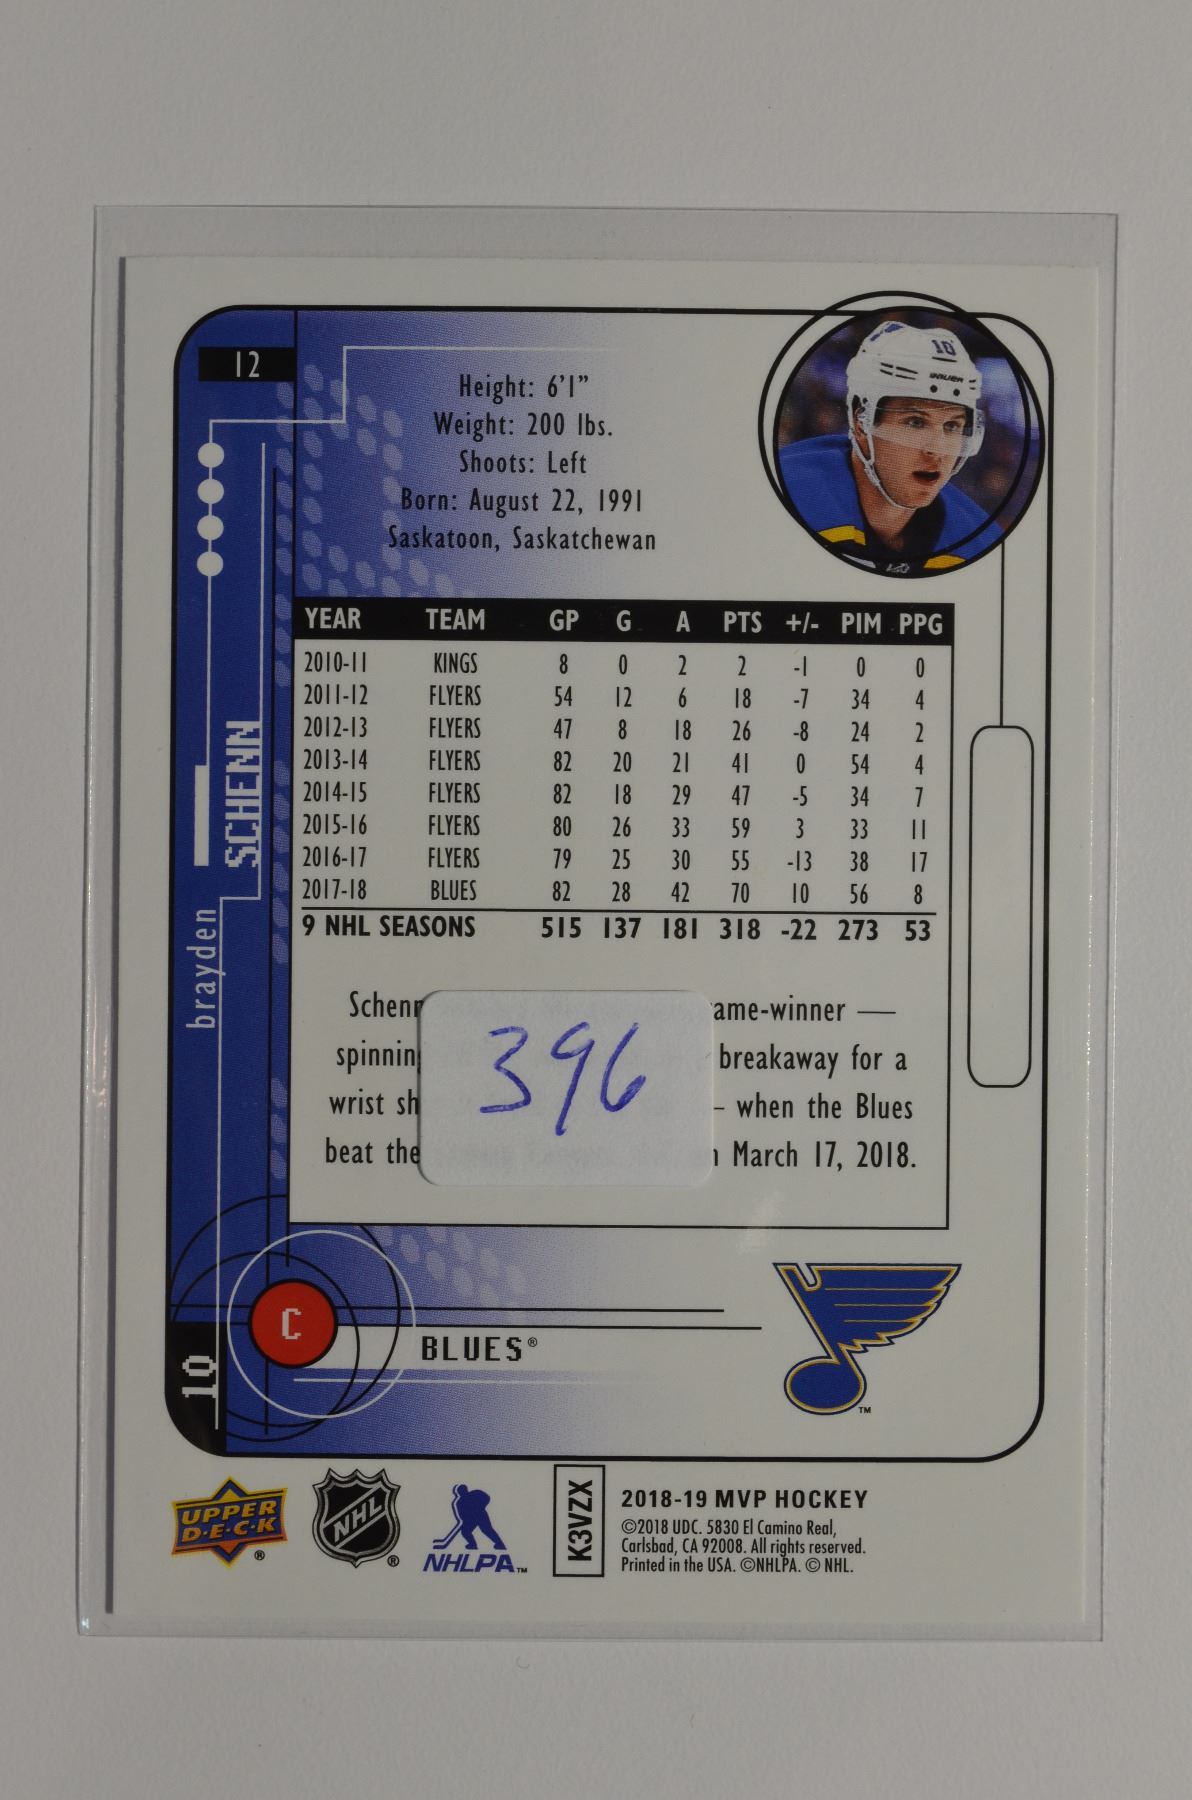 12
Height: 6'1”
Weight: 200 lbs.
Shoots: Left
Born: August 22, 1991
Saskatoon, Saskatchewan
10
BAUER
brayden SCHENN
YEAR TEAM GP G A PTS +/- PIM PPG
2010-11 KINGS 8 0 2 2 -1 0 0
2011-12 FLYERS 54 12 6 18 -7 34 4
2012-13 FLYERS 47 8 18 26 -8 24 2
2013-14 FLYERS 82 20 21 41 0 54 4
2014-15 FLYERS 82 18 29 47 -5 34 7
2015-16 FLYERS 80 26 33 59 3 33 11
2016-17 FLYERS 79 25 30 55 -13 38 17
2017-18 BLUES 82 28 42 70 10 56 8
9 NHL SEASONS 515 137 181 318 -22 273 53
Schenn ame-winner —
spinning breakaway for a
wrist sh – when the Blues
beat the March 17, 2018.
396
C
BLUES®
10
TM
UPPER
D•E•C•K
®
NHL
®
NHLPA™
K3VZX
2018-19 MVP HOCKEY
©2018 UDC. 5830 El Camino Real,
Carlsbad, CA 92008. All rights reserved.
Printed in the USA. ©NHLPA. © NHL.